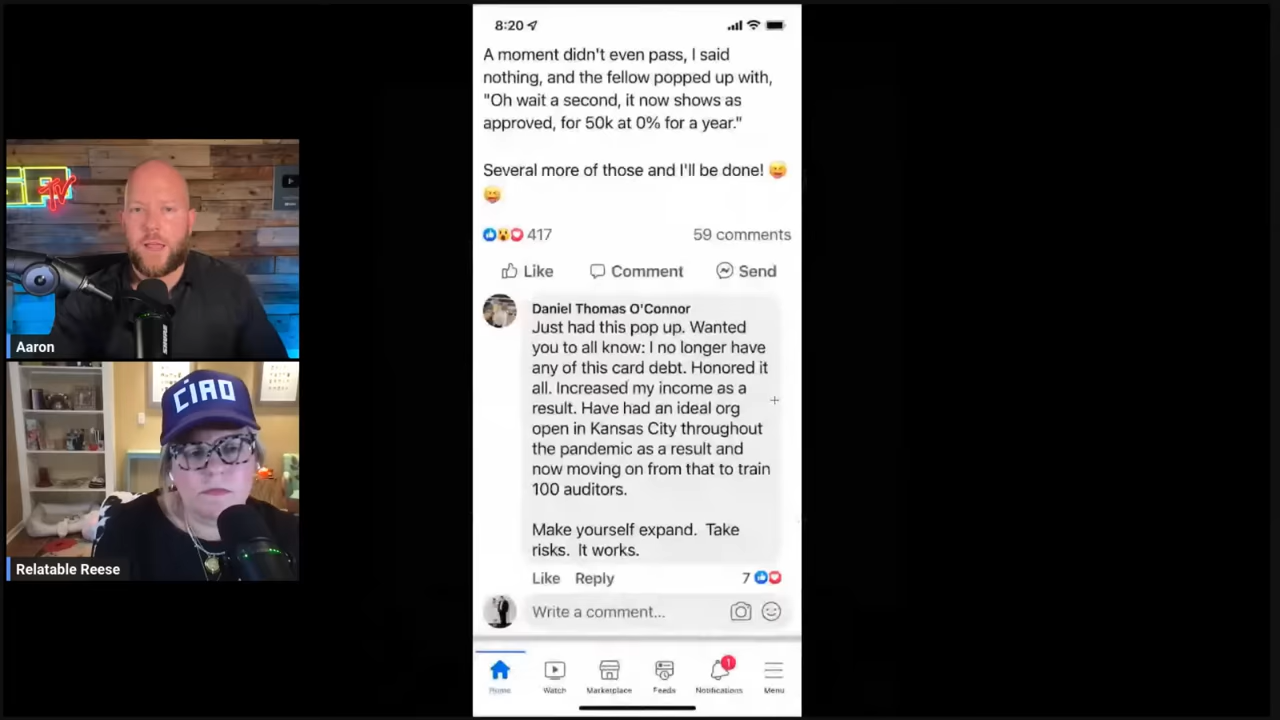 8:20
A moment didn't even pass, I said
nothing, and the fellow popped up with,
"Oh wait a second, it now shows as
approved, for 50k at 0% for a year."
Several more of those and I'll be done! 😝
😝
417
59 comments
Like
Comment
Send
Daniel Thomas O'Connor
Just had this pop up. Wanted
you to all know: I no longer have
any of this card debt. Honored it
all. Increased my income as a
result. Have had an ideal org
open in Kansas City throughout
the pandemic as a result and
now moving on from that to train
100 auditors.
Make yourself expand.  Take
risks.  It works.
Like Reply
7
Write a comment...
1
Home
Watch
Marketplace
Feeds
Notifications
Menu
TV
Aaron
CIAO
Relatable Reese